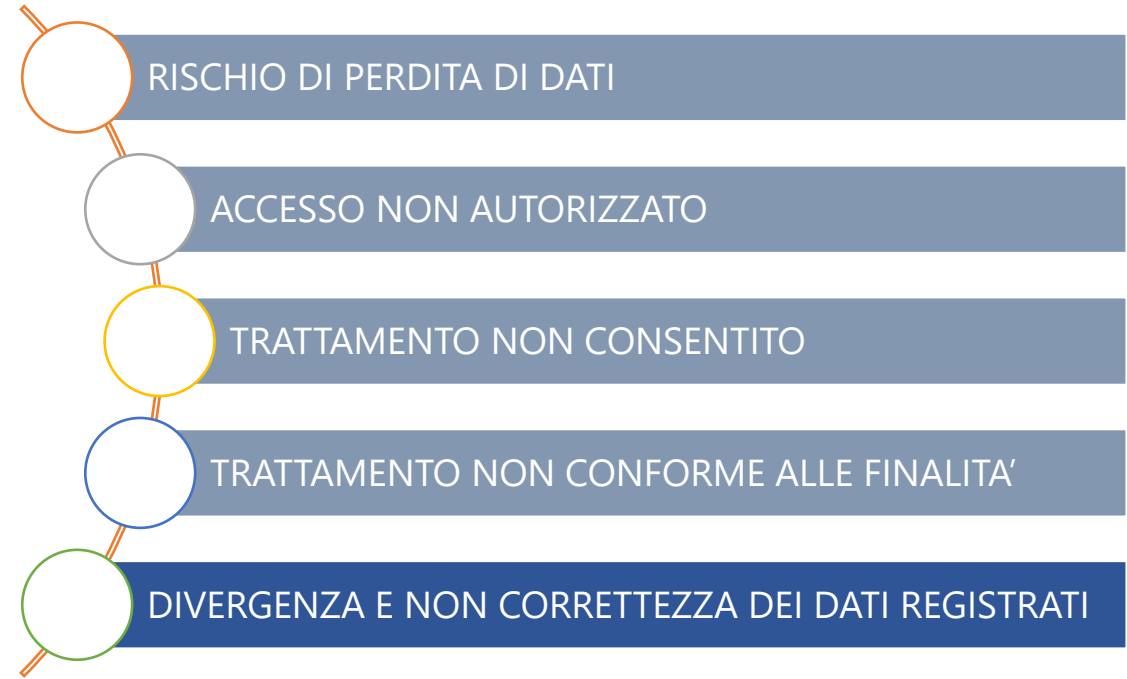 RISCHIO DI PERDITA DI DATI
ACCESSO NON AUTORIZZATO
TRATTAMENTO NON CONSENTITO
TRATTAMENTO NON CONFORME ALLE FINALITA’
DIVERGENZA E NON CORRETTEZZA DEI DATI REGISTRATI